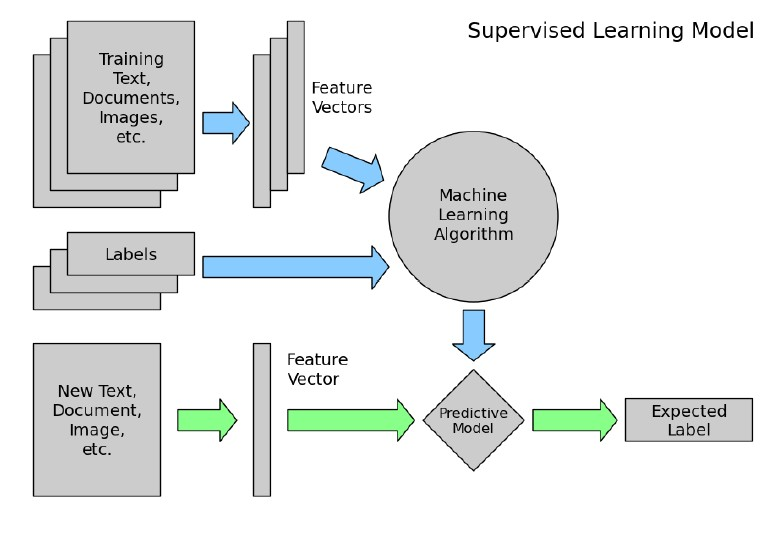 Supervised Learning Model
Training
Text,
Documents,
Images,
etc.
Feature
Vectors
Machine
Learning
Algorithm
Labels
New Text,
Document,
Image,
etc.
Feature
Vector
Predictive
Model
Expected
Label